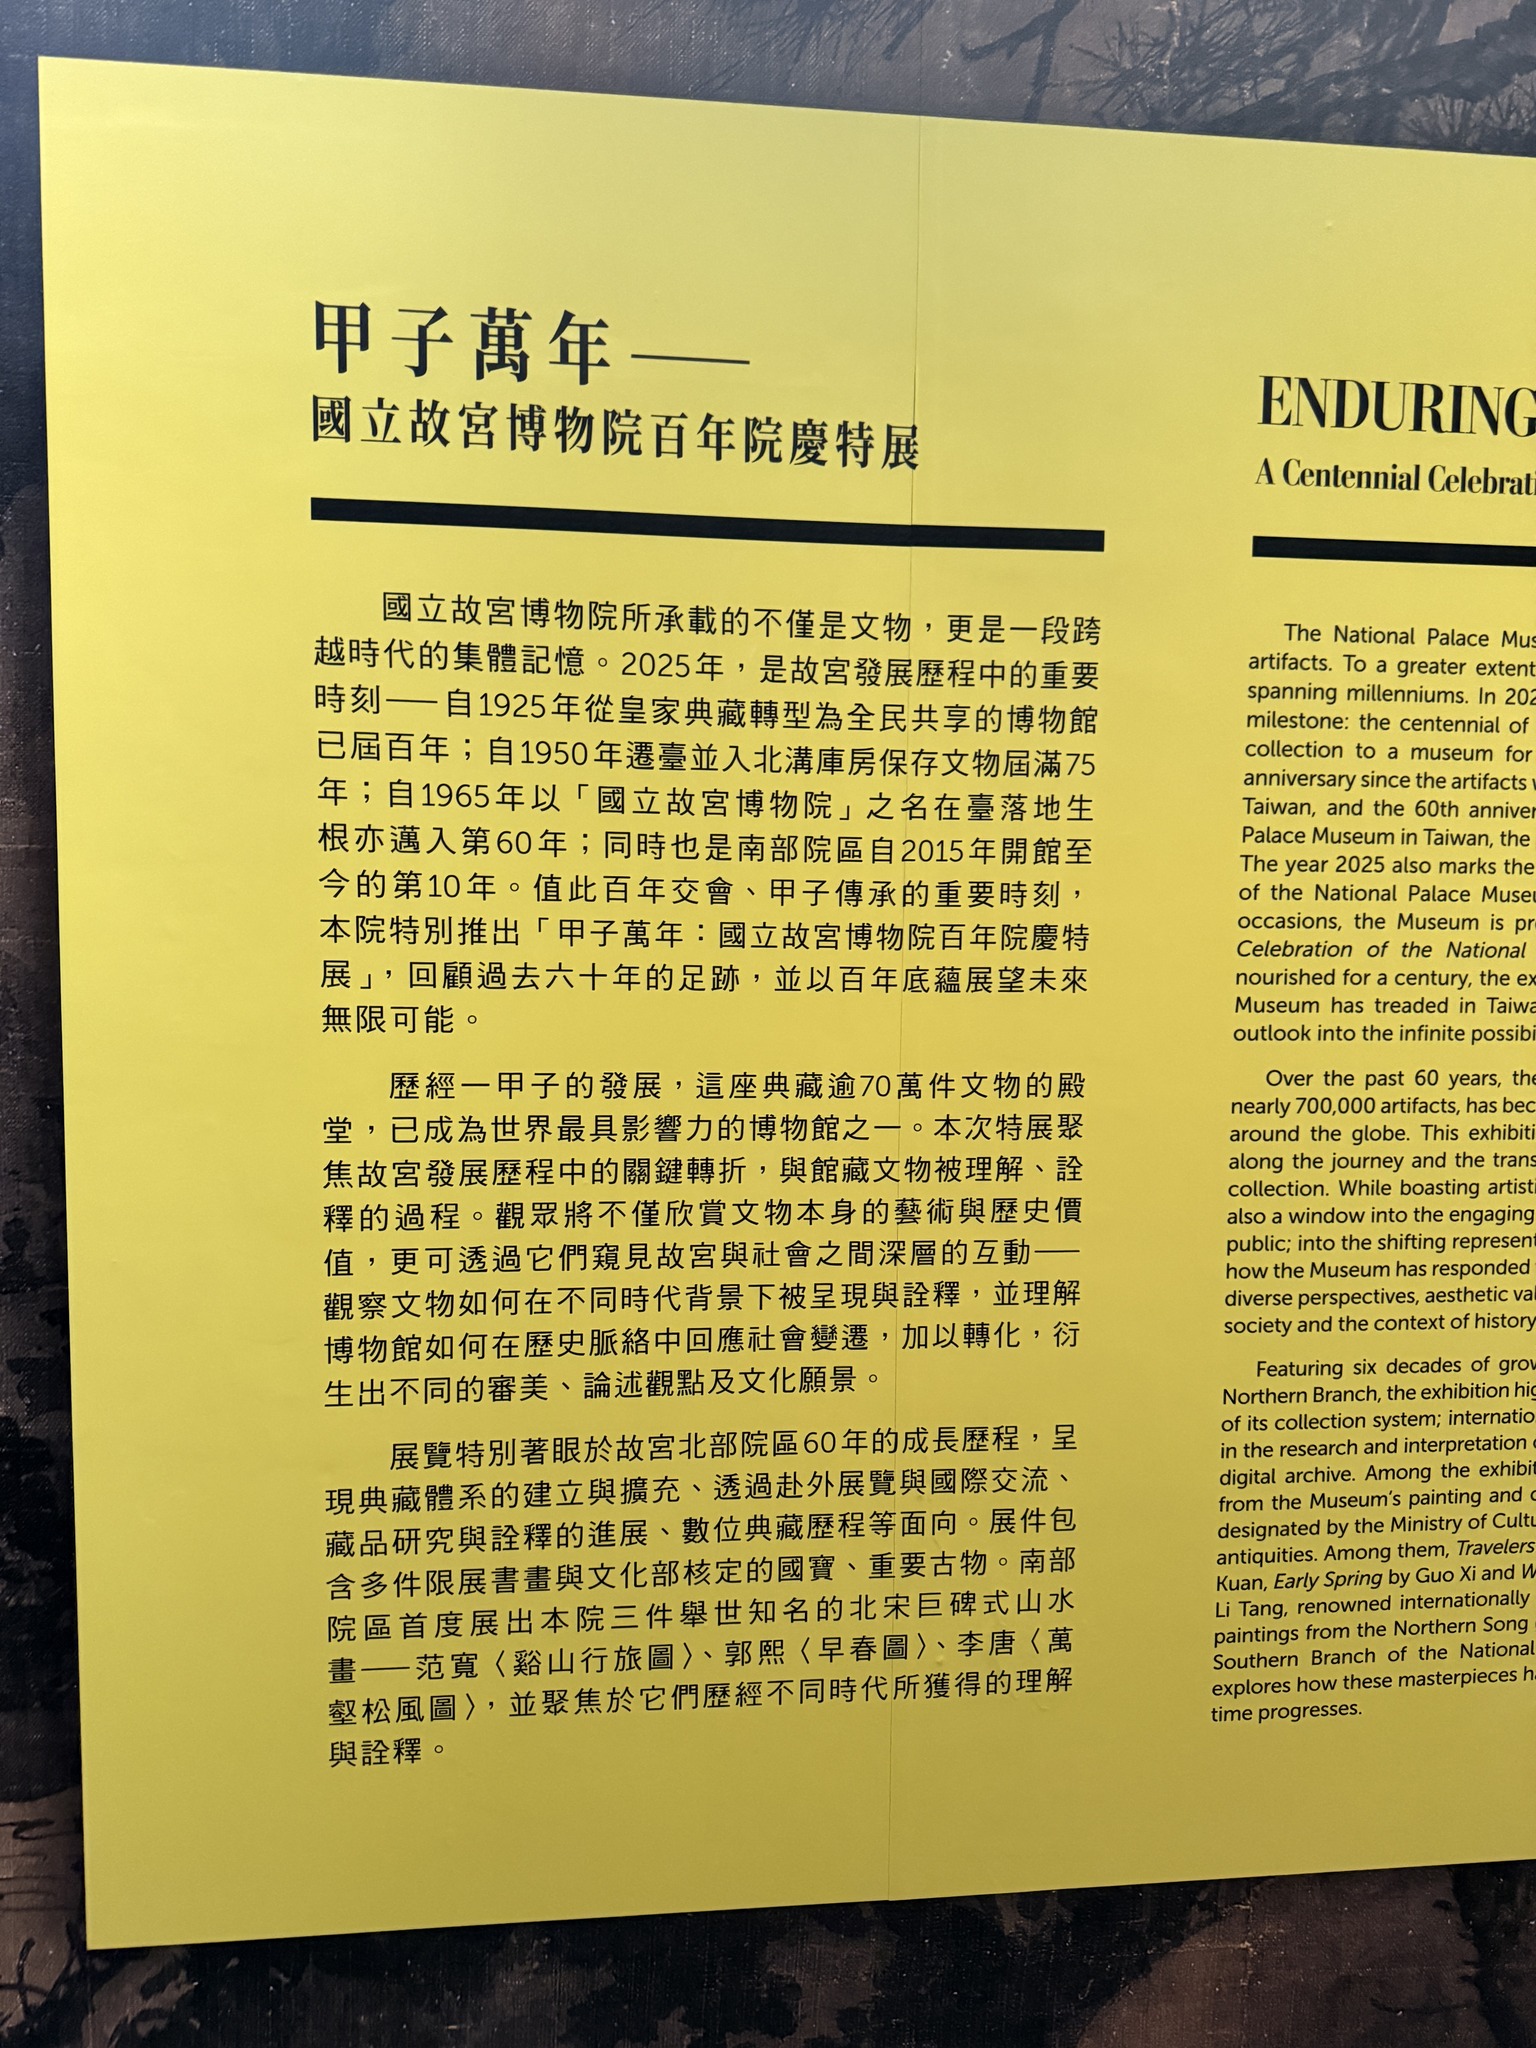 甲子萬年——
國立故宮博物院百年院慶特展
國立故宮博物院所承載的不僅是文物，更是一段跨
越時代的集體記憶。2025年，是故宮發展歷程中的重要
時刻——自1925年從皇家典藏轉型為全民共享的博物館
已屆百年；自1950年遷臺並入北溝庫房保存文物屆滿75
年；自1965年以「國立故宮博物院」之名在臺落地生
根亦邁入第60年；同時也是南部院區自2015年開館至
今的第10年。值此百年交會、甲子傳承的重要時刻，
本院特別推出「甲子萬年：國立故宮博物院百年院慶特
展」，回顧過去六十年的足跡，並以百年底蘊展望未來
無限可能。
歷經一甲子的發展，這座典藏逾70萬件文物的殿
堂，已成為世界最具影響力的博物館之一。本次特展聚
焦故宮發展歷程中的關鍵轉折，與館藏文物被理解、詮
釋的過程。觀眾將不僅欣賞文物本身的藝術與歷史價
值，更可透過它們窺見故宮與社會之間深層的互動——
觀察文物如何在不同時代背景下被呈現與詮釋，並理解
博物館如何在歷史脈絡中回應社會變遷，加以轉化，衍
生出不同的審美、論述觀點及文化願景。
展覽特別著眼於故宮北部院區60年的成長歷程，呈
現典藏體系的建立與擴充、透過赴外展覽與國際交流、
藏品研究與詮釋的進展、數位典藏歷程等面向。展件包
含多件限展書畫與文化部核定的國寶、重要古物。南部
院區首度展出本院三件舉世知名的北宋巨碑式山水
畫——范寬〈谿山行旅圖〉、郭熙〈早春圖〉、李唐〈萬
壑松風圖〉，並聚焦於它們歷經不同時代所獲得的理解
與詮釋。
ENDURING
A Centennial
The National Palace
artifacts. To a greater extent
spanning millenniums. In
milestone: the centennial of
collection to a museum for
anniversary since the artifacts
Taiwan, and the 60th
Palace Museum in Taiwan, the
The year 2025 also marks the
of the National Palace
occasions, the Museum is
Celebration of the National
nourished for a century, the
Museum has treaded in
outlook into the infinite
Over the past 60 years,
nearly 700,000 artifacts, has
around the globe. This
along the journey and the
collection. While boasting
also a window into the engaging
public; into the shifting
how the Museum has responded
diverse perspectives, aesthetic
society and the context of history
Featuring six decades of
Northern Branch, the exhibition
of its collection system;
in the research and interpretation
digital archive. Among the
from the Museum's painting and
designated by the Ministry of
antiquities. Among them, Travelers
Kuan, Early Spring by Guo Xi and
Li Tang, renowned internationally
paintings from the Northern Song
Southern Branch of the National
explores how these masterpieces
time progresses.